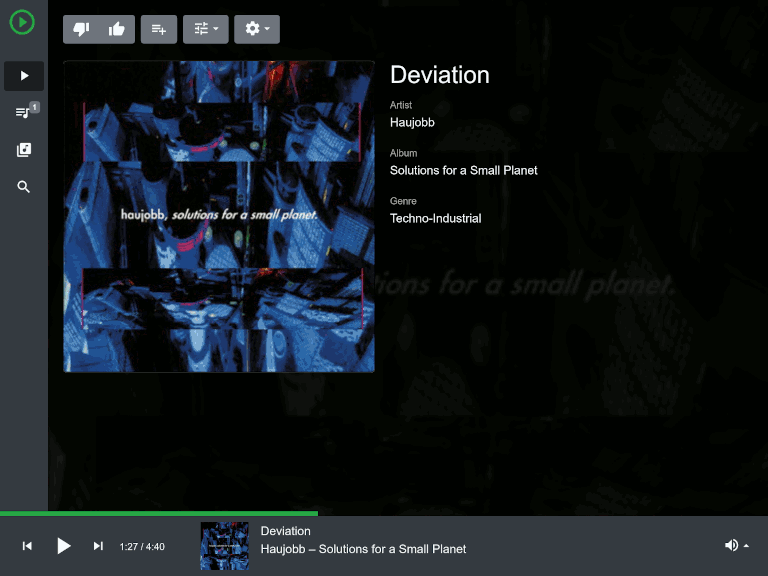 1
Deviation
Artist
Haujobb
Album
Solutions for a Small Planet
Genre
Techno-Industrial
haujobb, solutions for a small planet.
ions for a small planet.
1:27 / 4:40
Deviation
Haujobb – Solutions for a Small Planet